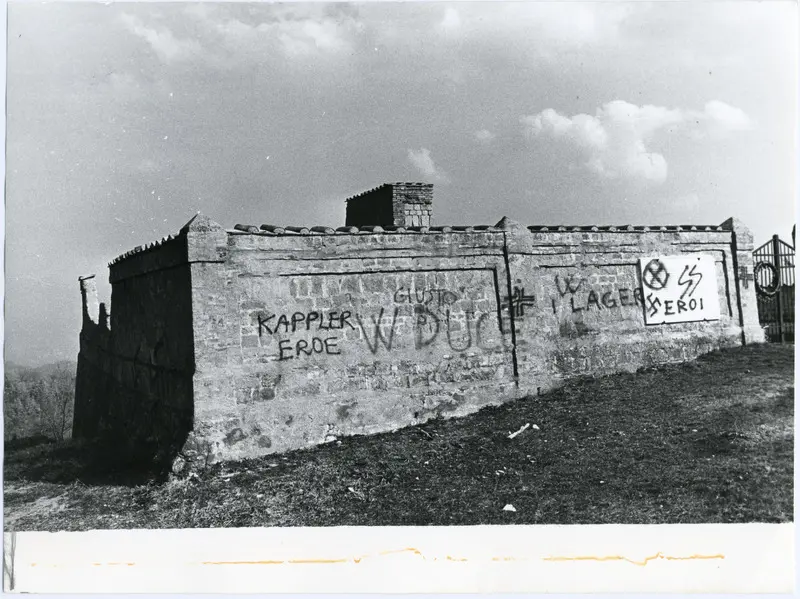 GIUSTO
KAPPLER
EROE
W DUCE
W
I LAGER
EROI